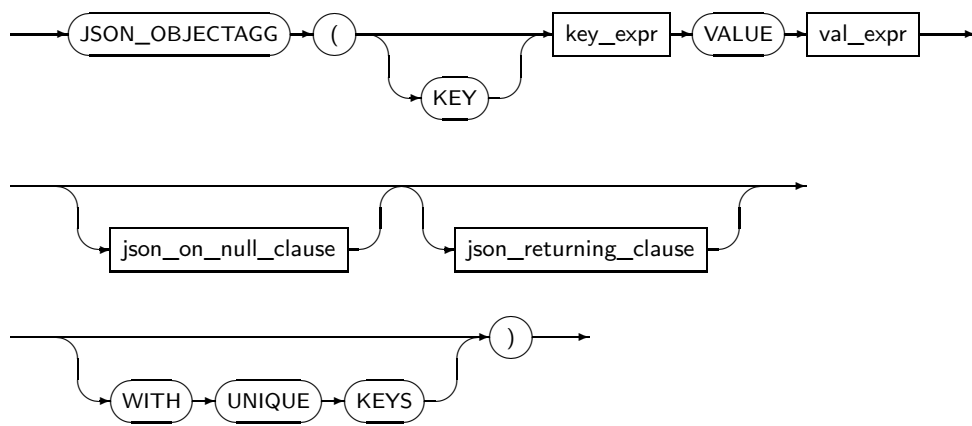 JSON_OBJECTAGG ( key_expr VALUE val_expr
KEY
json_on_null_clause json_returning_clause
)
WITH UNIQUE KEYS